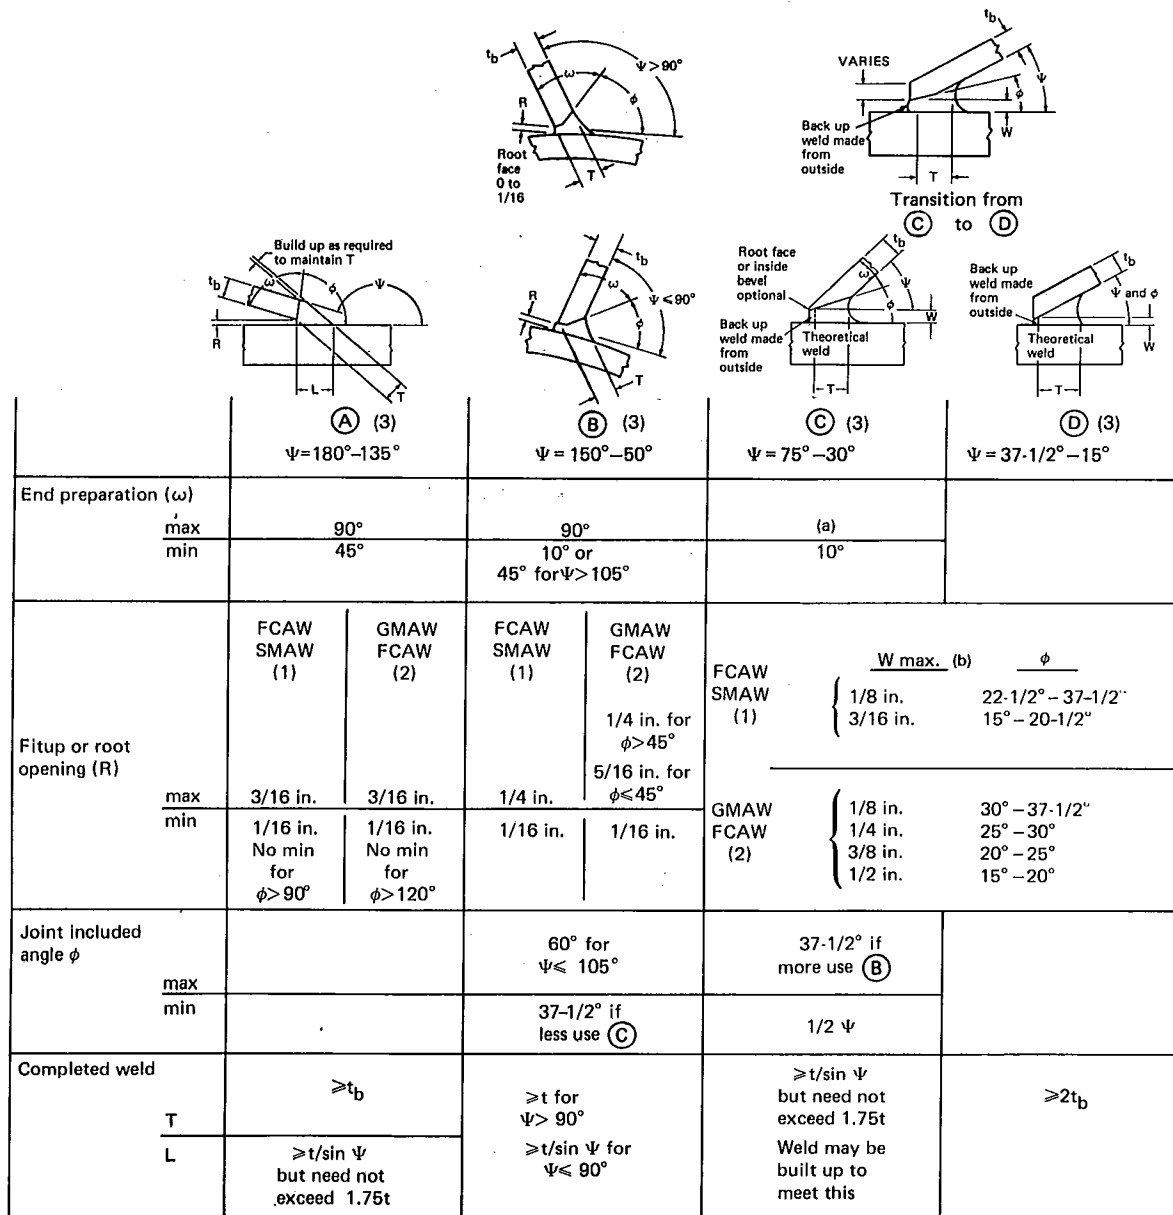 t_b
ω
Ψ>90°
φ
R
Root
face
0 to
1/16
T
t_b
VARIES
Ψ
φ
W
Back up
weld made
from
outside
T
Transition from
Ⓒ to Ⓓ
Build up as required
to maintain T
t_b
ω
φ
Ψ
R
L
T
t_b
ω
R
Ψ⩽90°
φ
T
Root face
or inside
bevel
optional
t_b
ω
Ψ
φ
W
Back up
weld made
from
outside
Theoretical
weld
T
Back up
weld made
from
outside
t_b
Ψ and φ
Theoretical
weld
W
T
Ⓐ (3)
Ψ=180°–135°
Ⓑ (3)
Ψ = 150°–50°
Ⓒ (3)
Ψ = 75°–30°
Ⓓ (3)
Ψ = 37-1/2°–15°
End preparation (ω)
max 90° 90° (a)
min 45° 10° or 10°
45° for Ψ>105°
Fitup or root
opening (R)
FCAW
SMAW
(1)
GMAW
FCAW
(2)
FCAW
SMAW
(1)
GMAW
FCAW
(2)
1/4 in. for
φ>45°
5/16 in. for
φ⩽45°
max 3/16 in. 3/16 in. 1/4 in.
min
1/16 in.
No min
for
φ>90°
1/16 in.
No min
for
φ>120°
1/16 in.
1/16 in.
W max. (b) φ
FCAW
SMAW
(1)
1/8 in. 22-1/2°–37-1/2°
3/16 in. 15°–20-1/2°
GMAW
FCAW
(2)
1/8 in. 30°–37-1/2°
1/4 in. 25°–30°
3/8 in. 20°–25°
1/2 in. 15°–20°
Joint included
angle φ
max
60° for
Ψ⩽ 105°
37-1/2° if
more use Ⓑ
min
37–1/2° if
less use Ⓒ
1/2 Ψ
Completed weld
T
⩾t_b
⩾t for
Ψ> 90°
⩾t/sin Ψ for
Ψ⩽ 90°
⩾t/sin Ψ
but need not
exceed 1.75t
Weld may be
built up to
meet this
⩾2t_b
L
⩾t/sin Ψ
but need not
exceed 1.75t